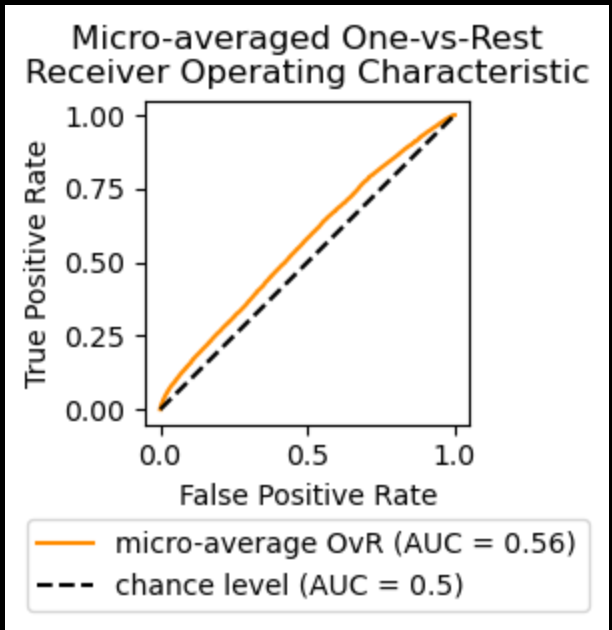 Micro-averaged One-vs-Rest
Receiver Operating Characteristic
True Positive Rate
1.00
0.75
0.50
0.25
0.00
0.0 0.5 1.0
False Positive Rate
micro-average OvR (AUC = 0.56)
chance level (AUC = 0.5)